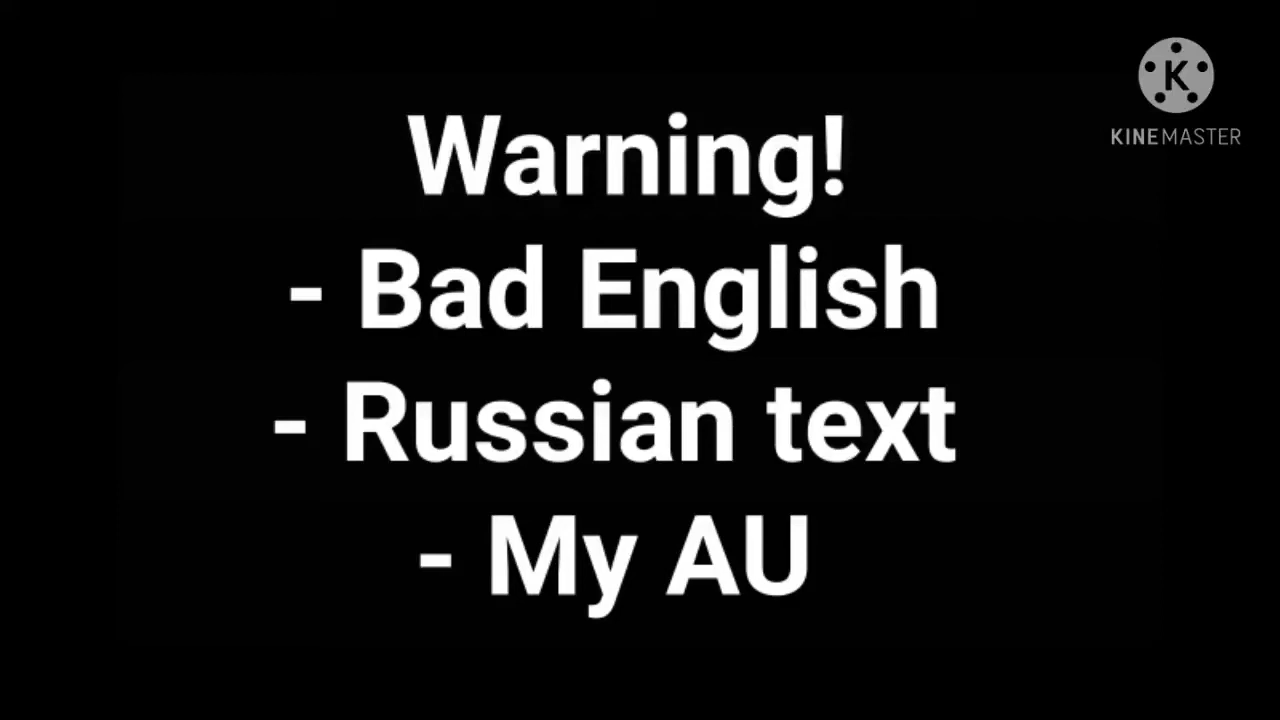 K
KINEMASTER
Warning!
- Bad English
- Russian text
- My AU